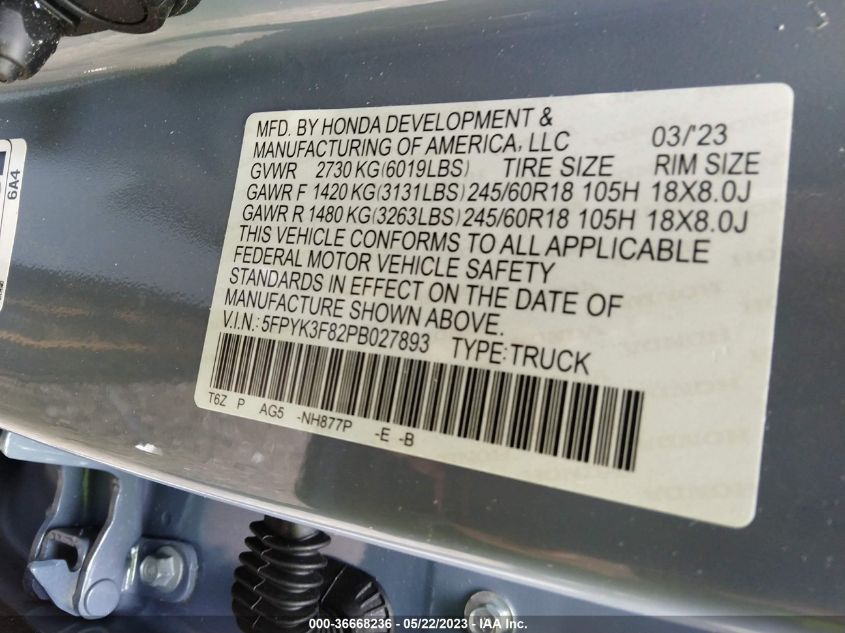 MFD. BY HONDA DEVELOPMENT &
MANUFACTURING OF AMERICA, LLC 03/'23
GVWR 2730 KG(6019LBS) TIRE SIZE RIM SIZE
GAWR F 1420 KG(3131LBS) 245/60R18 105H 18X8.0J
GAWR R 1480 KG(3263LBS) 245/60R18 105H 18X8.0J
THIS VEHICLE CONFORMS TO ALL APPLICABLE
FEDERAL MOTOR VEHICLE SAFETY
STANDARDS IN EFFECT ON THE DATE OF
MANUFACTURE SHOWN ABOVE.
V.I.N.: 5FPYK3F82PB027893 TYPE: TRUCK
T6Z P AG5 -NH877P -E -B
6A4
000-36668236 - 05/22/2023 - IAA Inc.